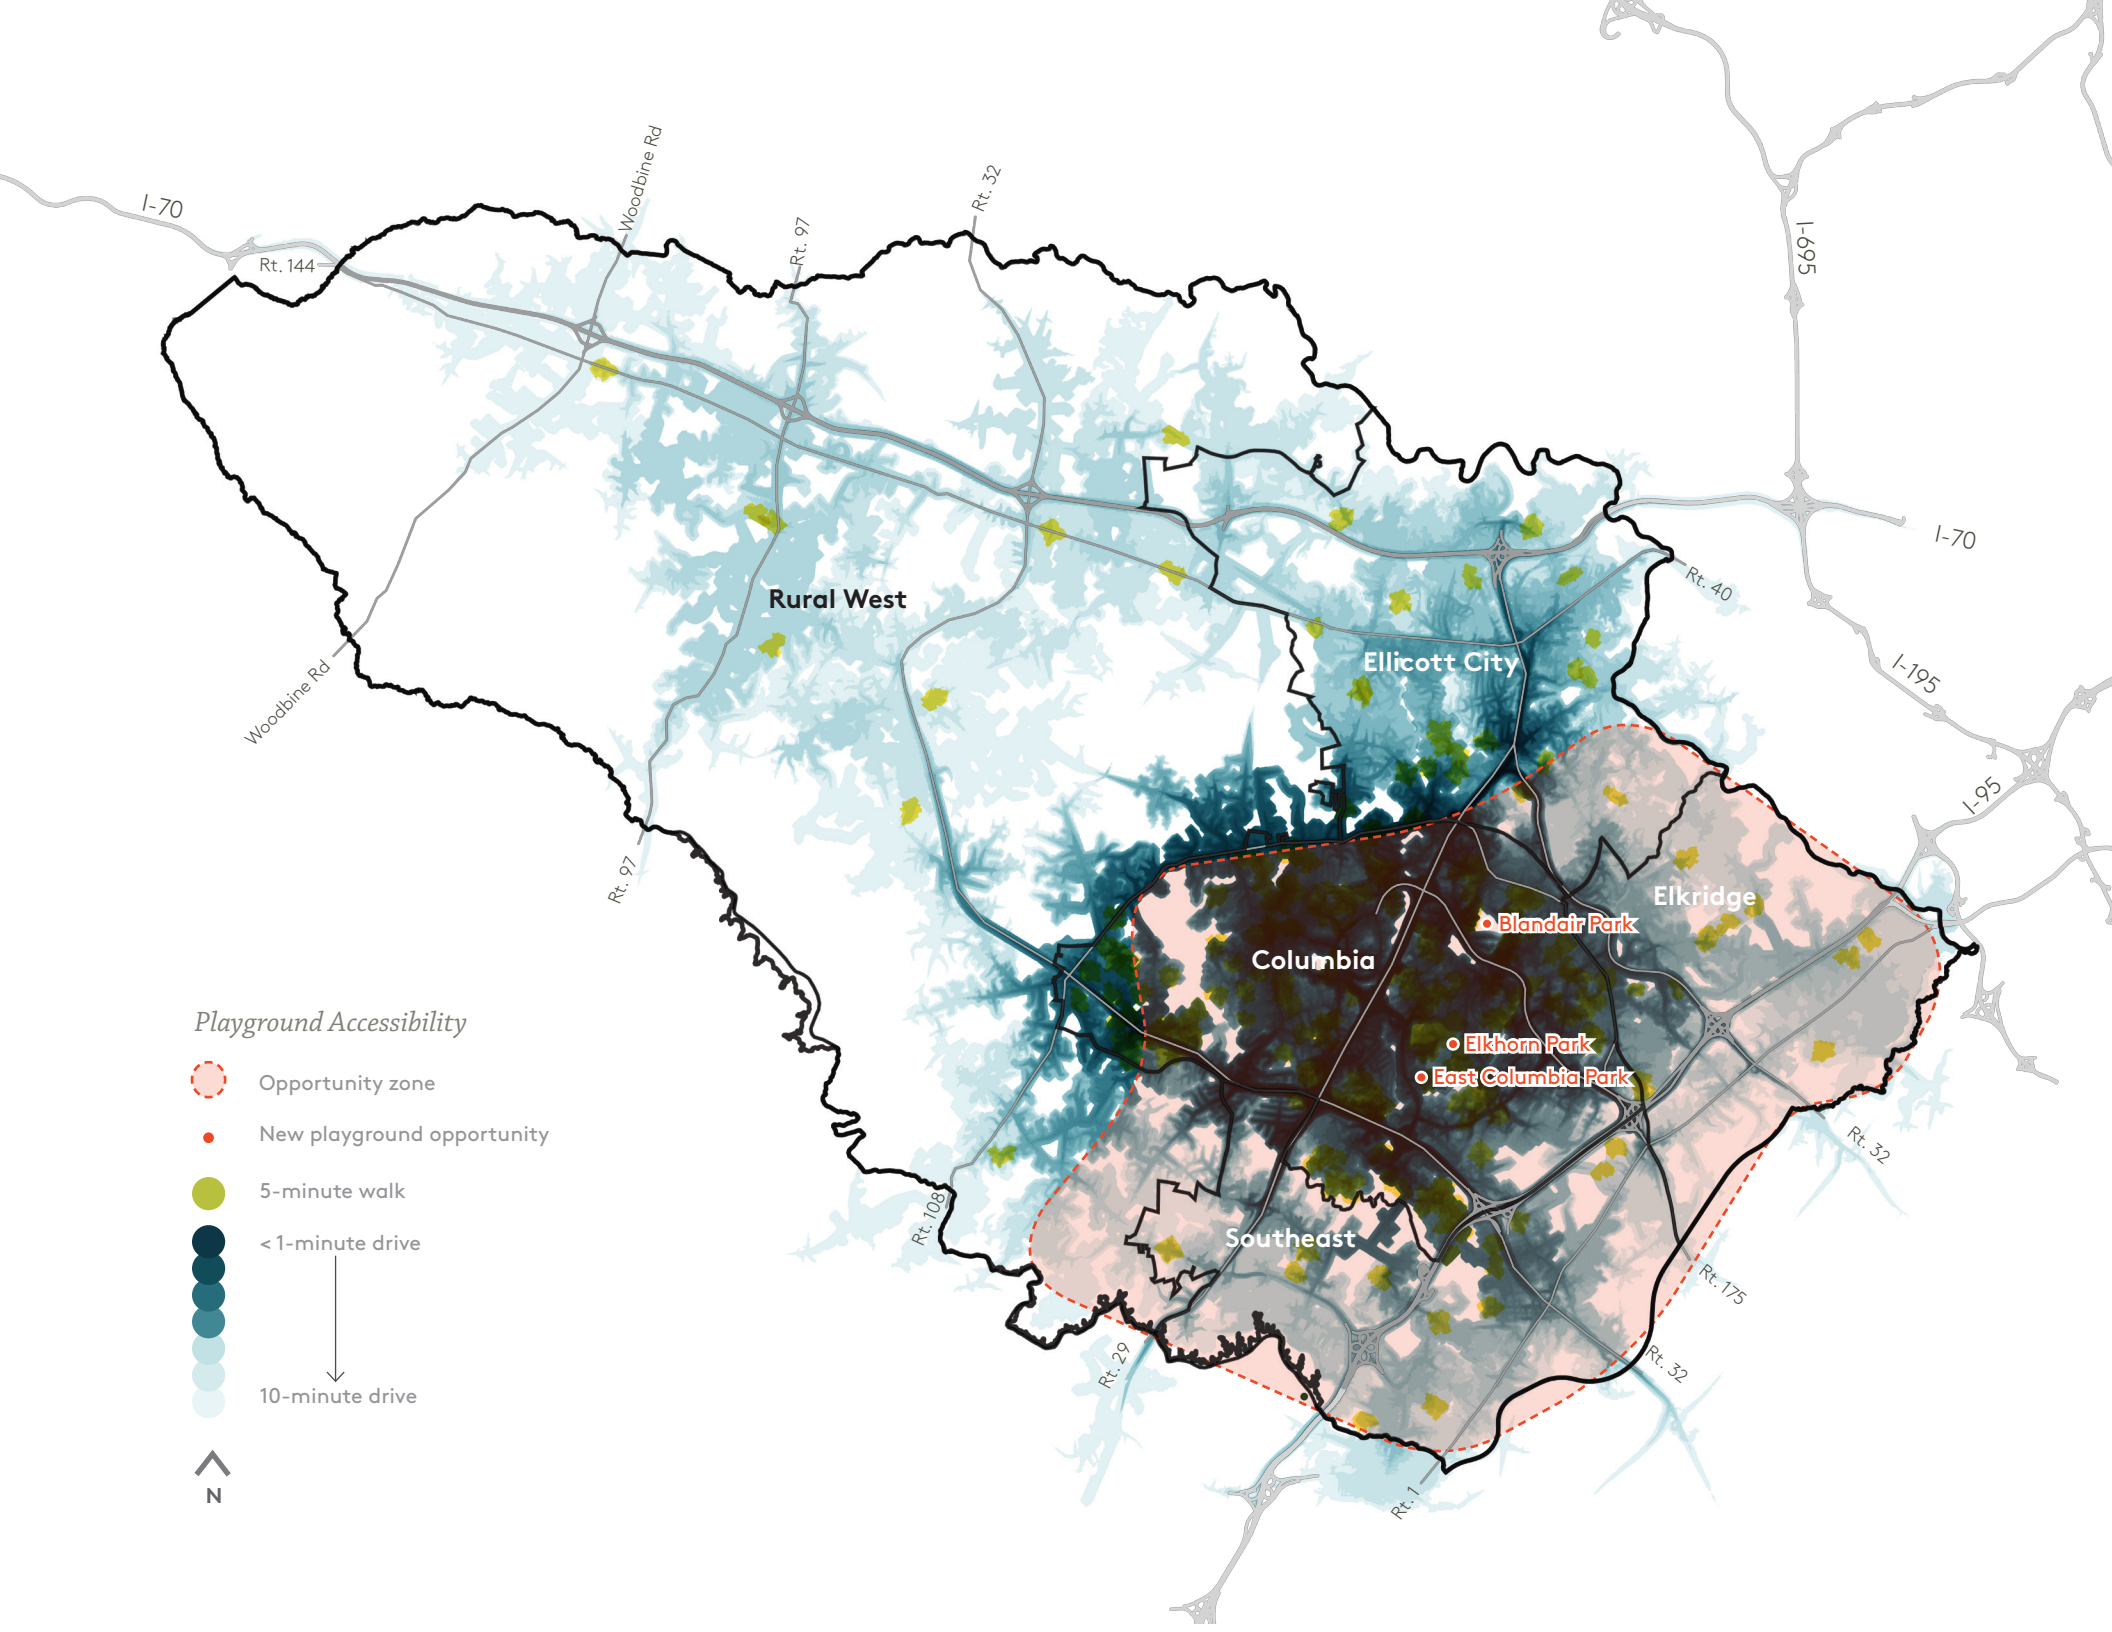 Woodbine Rd
Rt. 32
I-70
Rt. 97
I-695
Rt. 144
I-70
Rt. 40
Rural West
Ellicott City
I-195
Woodbine Rd
I-95
Rt. 97
Elkridge
Blandair Park
Columbia
Elkhorn Park
East Columbia Park
Rt. 32
Rt. 108
Southeast
Rt. 175
Rt. 29
Rt. 32
Rt. 1
Playground Accessibility
Opportunity zone
New playground opportunity
5-minute walk
< 1-minute drive
10-minute drive
N